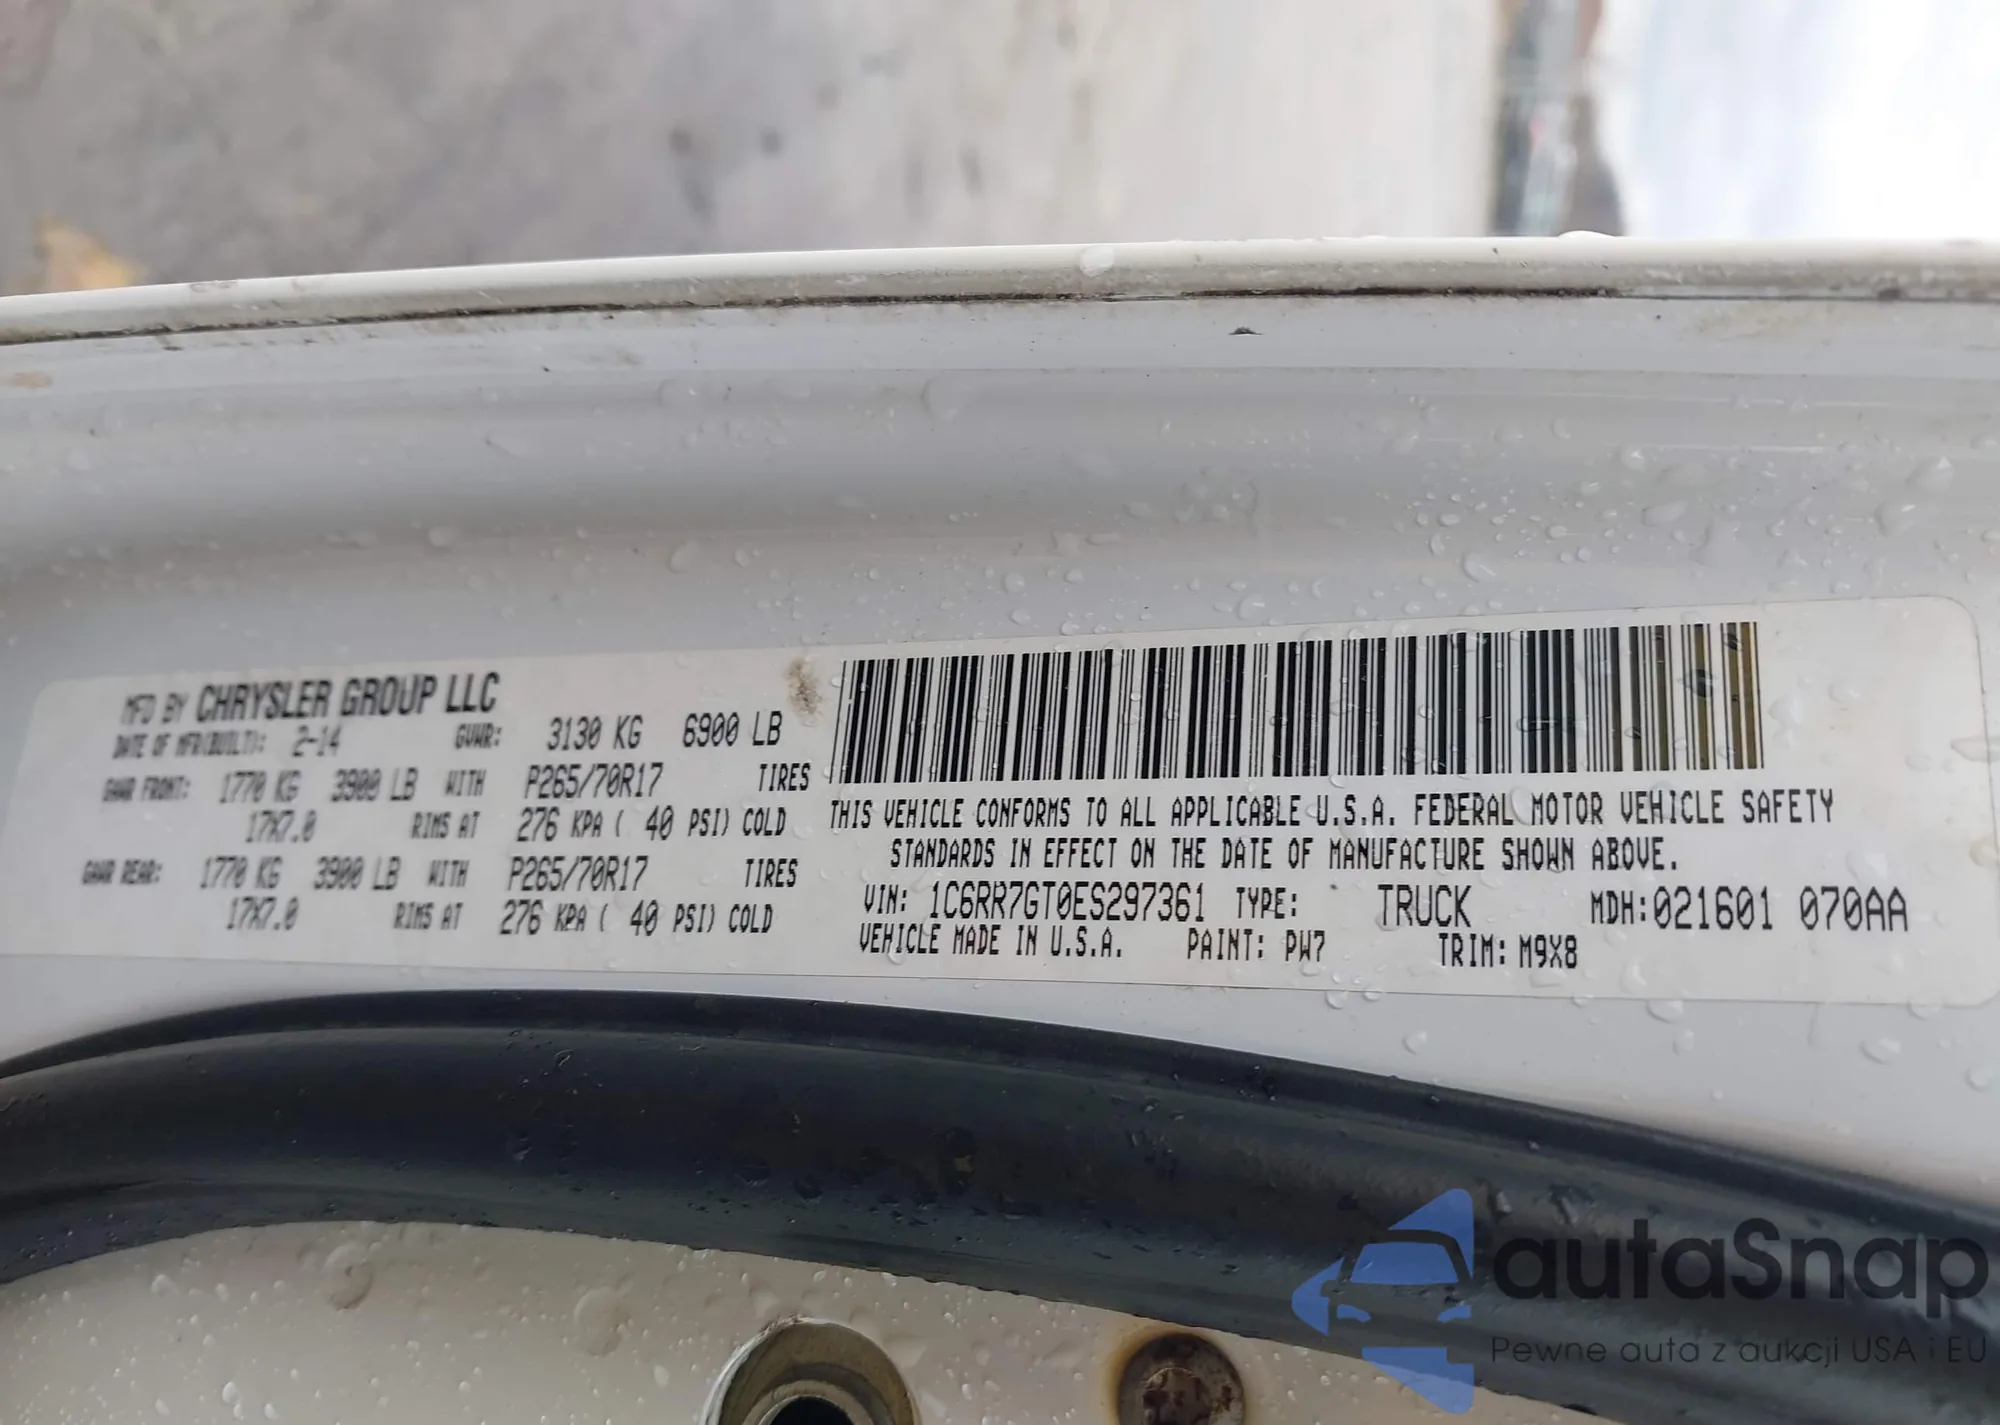 MFD BY CHRYSLER GROUP LLC
DATE OF MFR(BUILT): 2-14 GVWR: 3130 KG 6900 LB
GAWR FRONT: 1770 KG 3900 LB WITH P265/70R17 TIRES
17X7.0 RIMS AT 276 KPA ( 40 PSI) COLD
GAWR REAR: 1770 KG 3900 LB WITH P265/70R17 TIRES
17X7.0 RIMS AT 276 KPA ( 40 PSI) COLD
THIS VEHICLE CONFORMS TO ALL APPLICABLE U.S.A. FEDERAL MOTOR VEHICLE SAFETY
STANDARDS IN EFFECT ON THE DATE OF MANUFACTURE SHOWN ABOVE.
VIN: 1C6RR7GT0ES297361 TYPE: TRUCK MDH:021601 070AA
VEHICLE MADE IN U.S.A. PAINT: PW7 TRIM: M9X8
autaSnap
Pewne auta z aukcji USA i EU